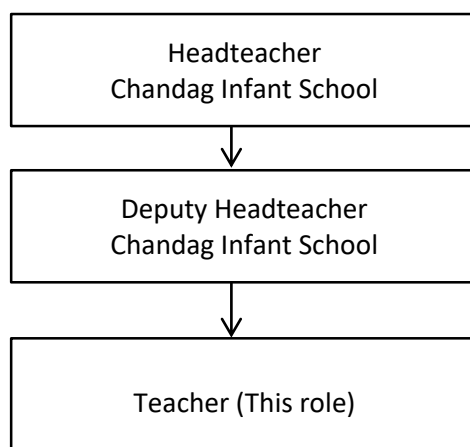 Headteacher
Chandag Infant School
Deputy Headteacher
Chandag Infant School
Teacher (This role)